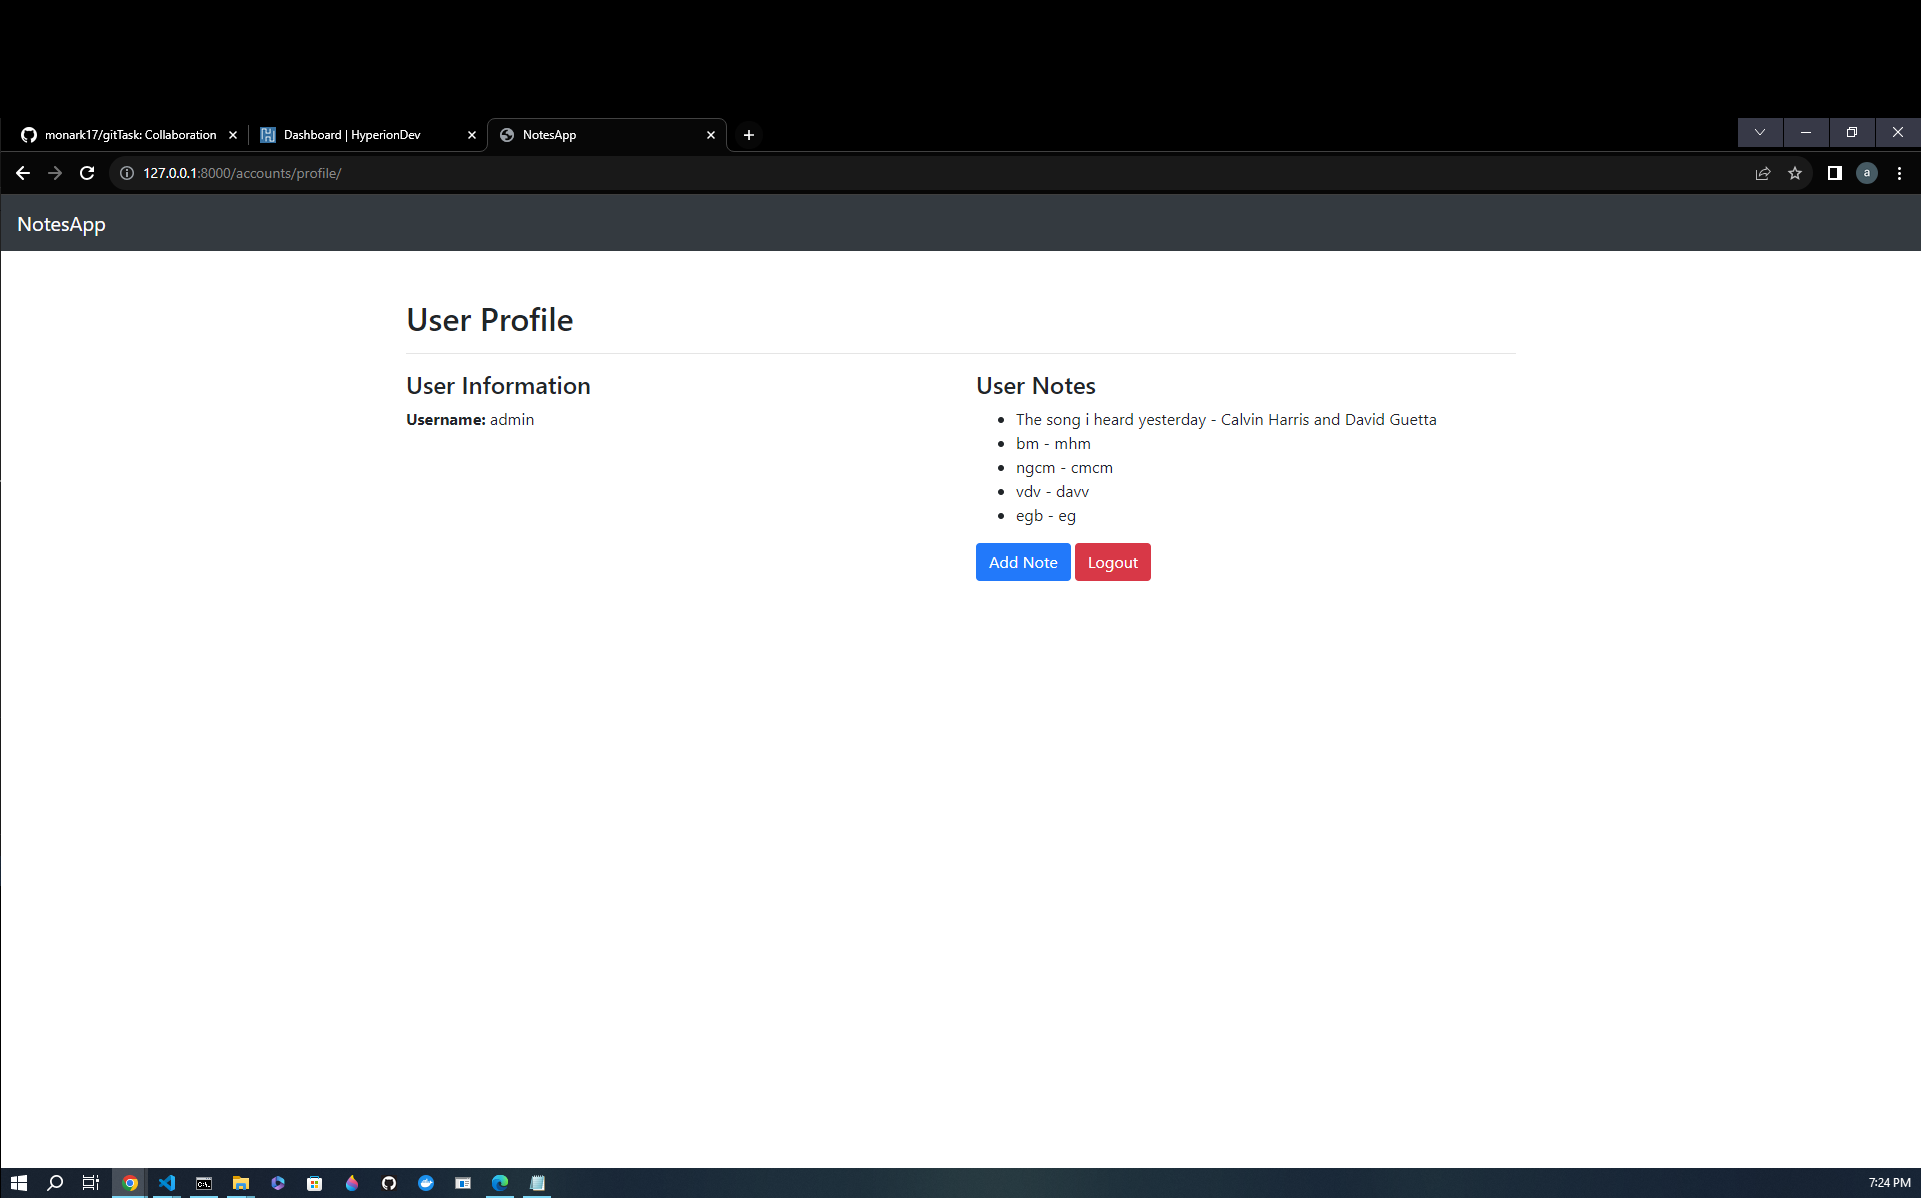 monark17/gitTask: Collaboration
Dashboard | HyperionDev
NotesApp
127.0.0.1:8000/accounts/profile/
a
NotesApp
User Profile
User Information
Username: admin
User Notes
The song i heard yesterday - Calvin Harris and David Guetta
bm - mhm
ngcm - cmcm
vdv - davv
egb - eg
Add Note
Logout
7:24 PM